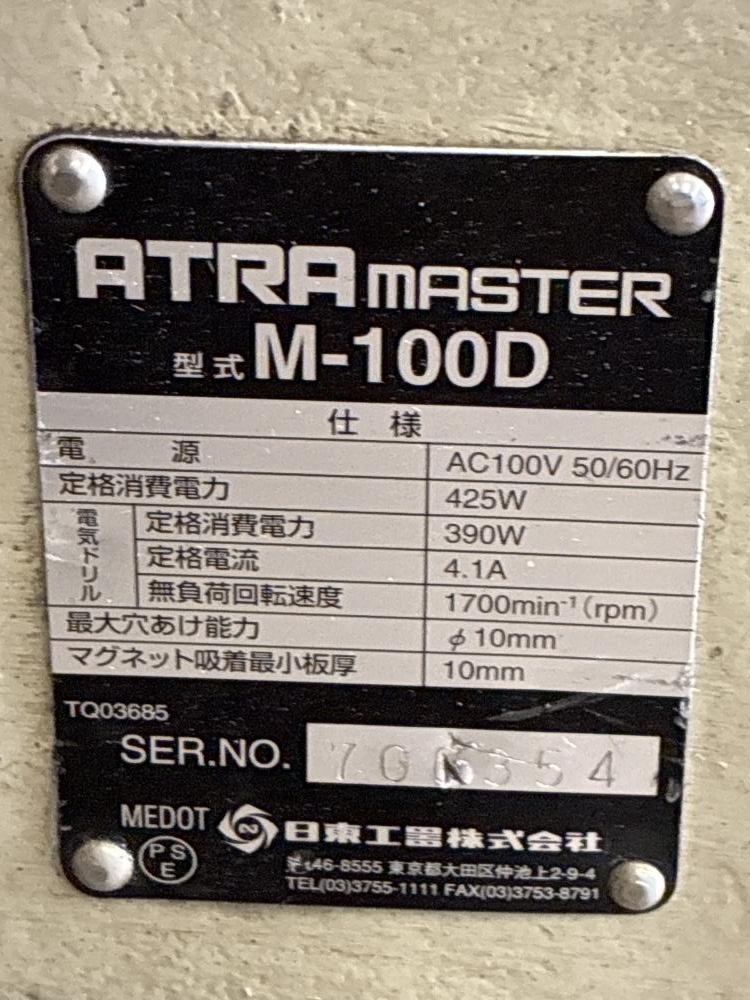 ATRA MASTER
型式 M-100D
仕 様
電 源 AC100V 50/60Hz
定格消費電力 425W
電気ドリル
定格消費電力 390W
定格電流 4.1A
無負荷回転速度 1700min⁻¹(rpm)
最大穴あけ能力 φ10mm
マグネット吸着最小板厚 10mm
TQ03685
SER.NO.
MEDOT 日東工器株式会社
PSE
〒146-8555 東京都大田区仲池上2-9-4
TEL(03)3755-1111 FAX(03)3753-8791